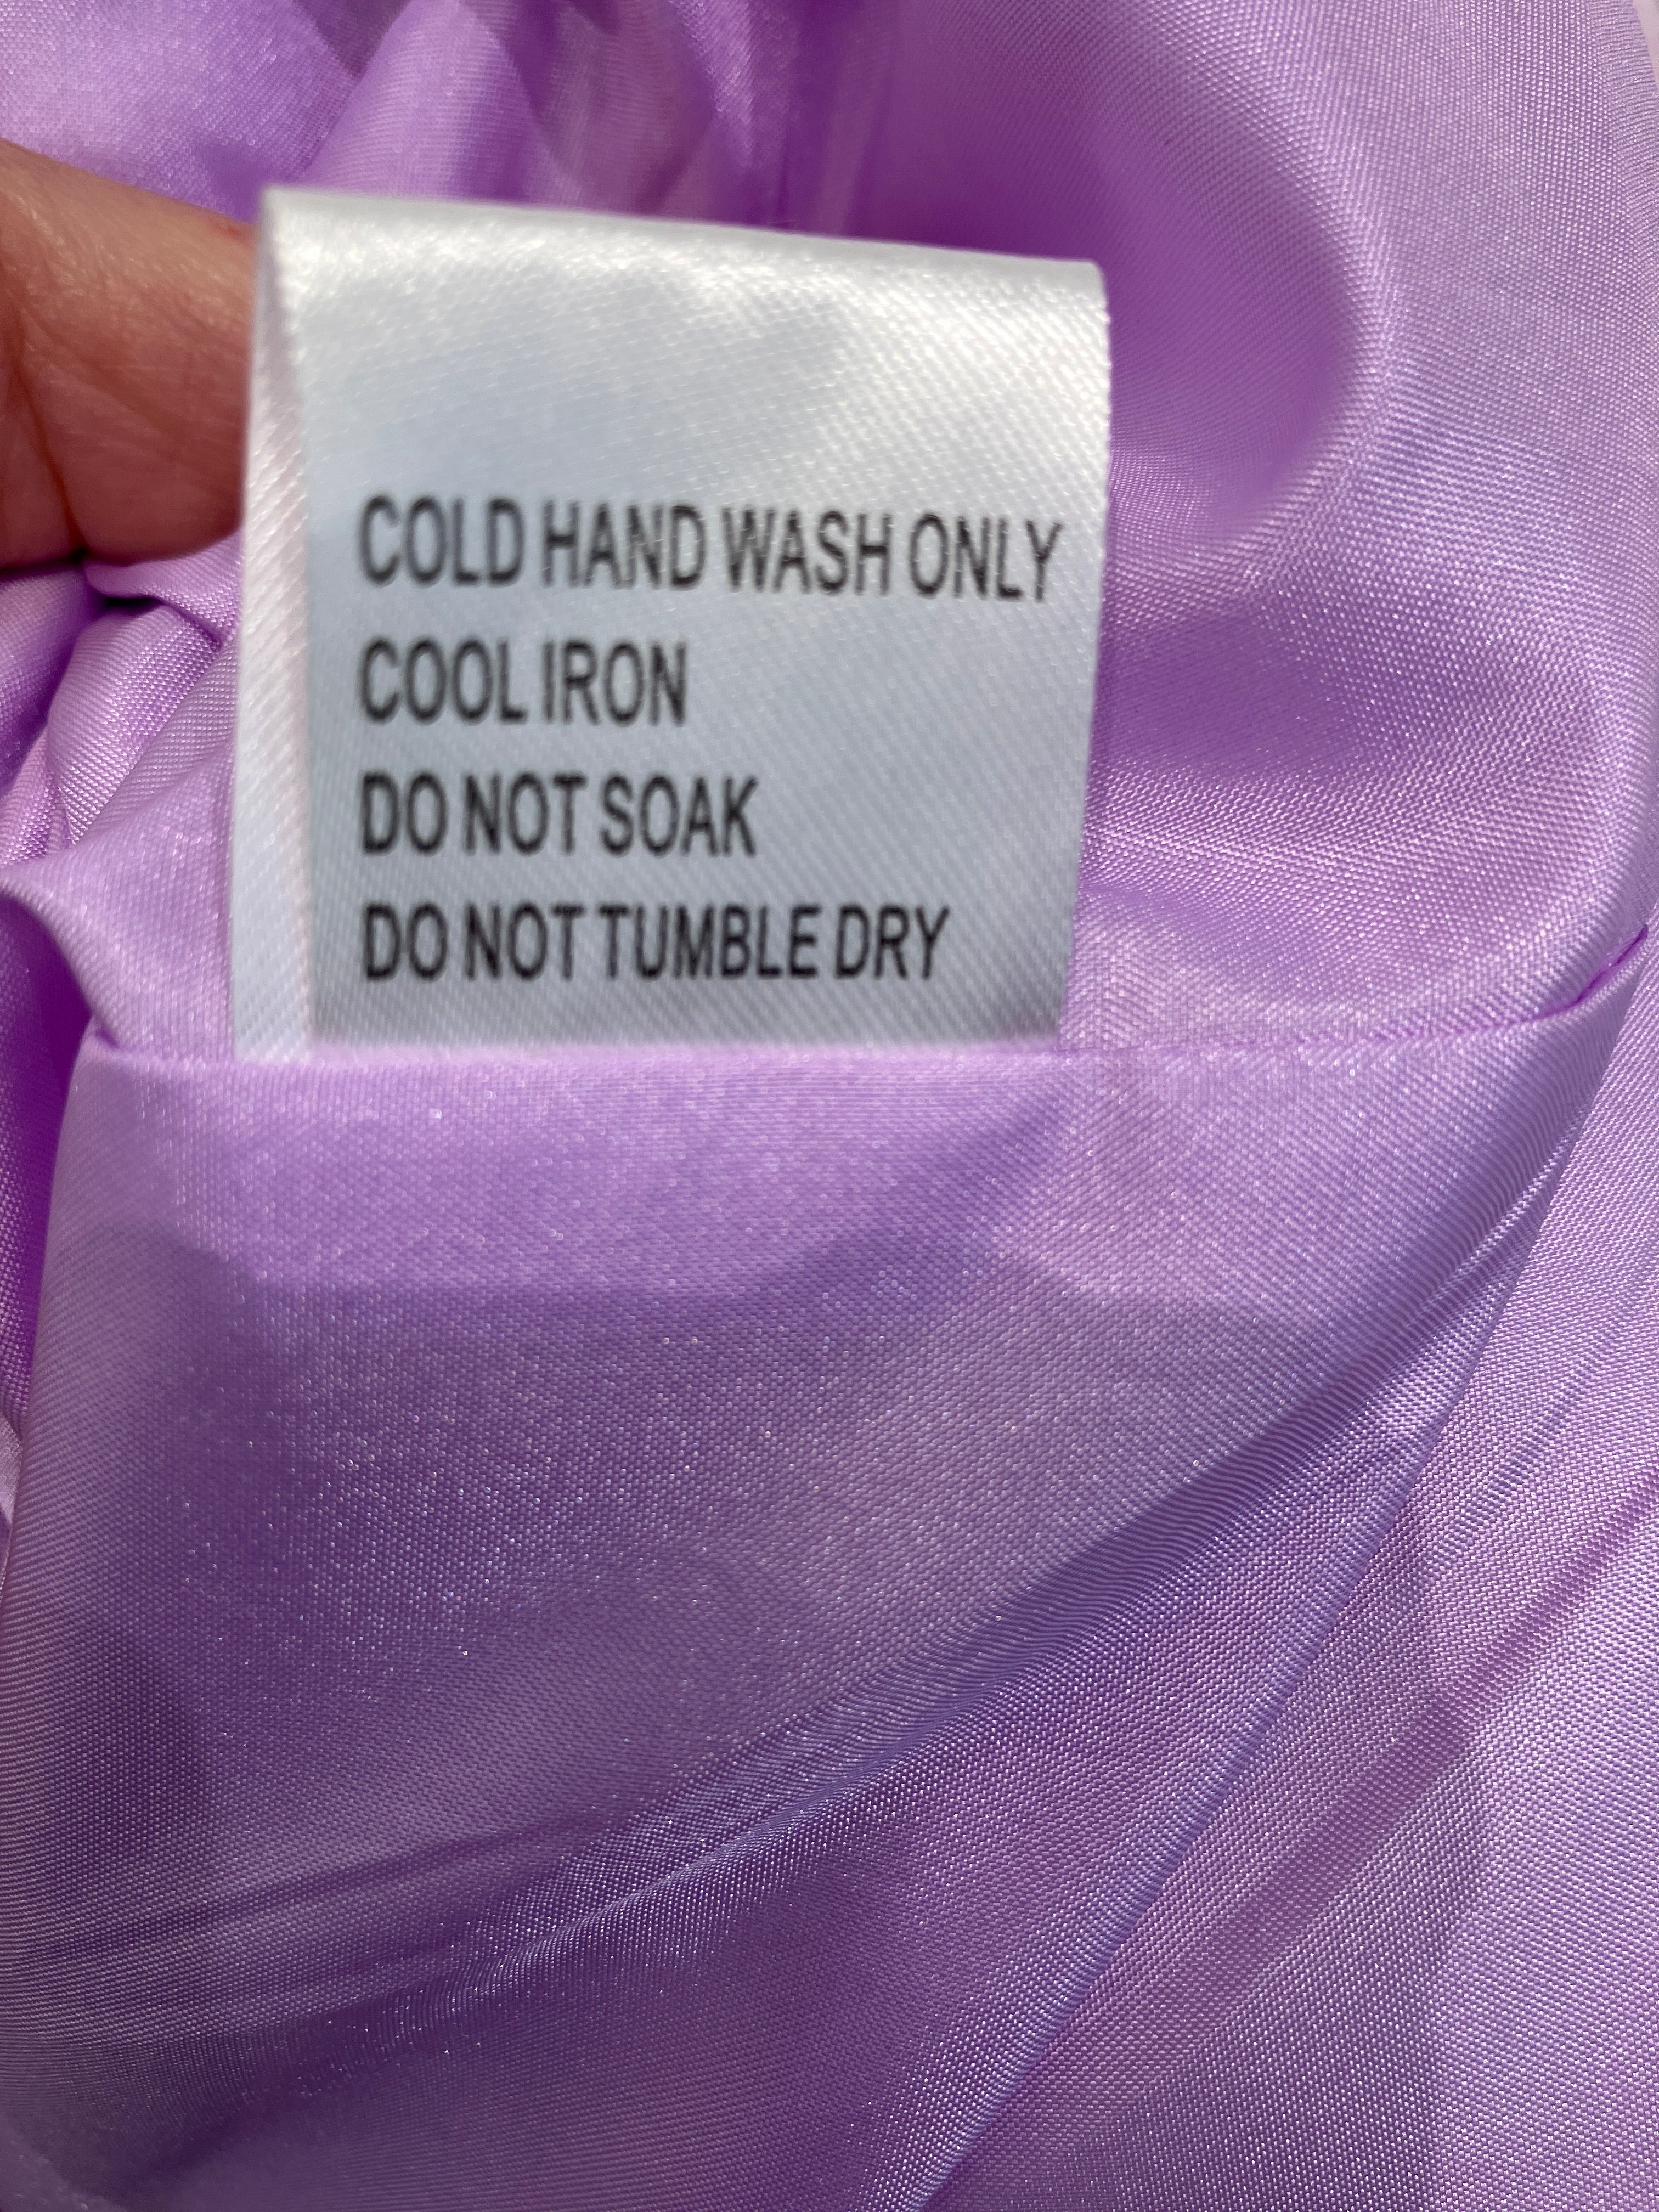 COLD HAND WASH ONLY
COOL IRON
DO NOT SOAK
DO NOT TUMBLE DRY